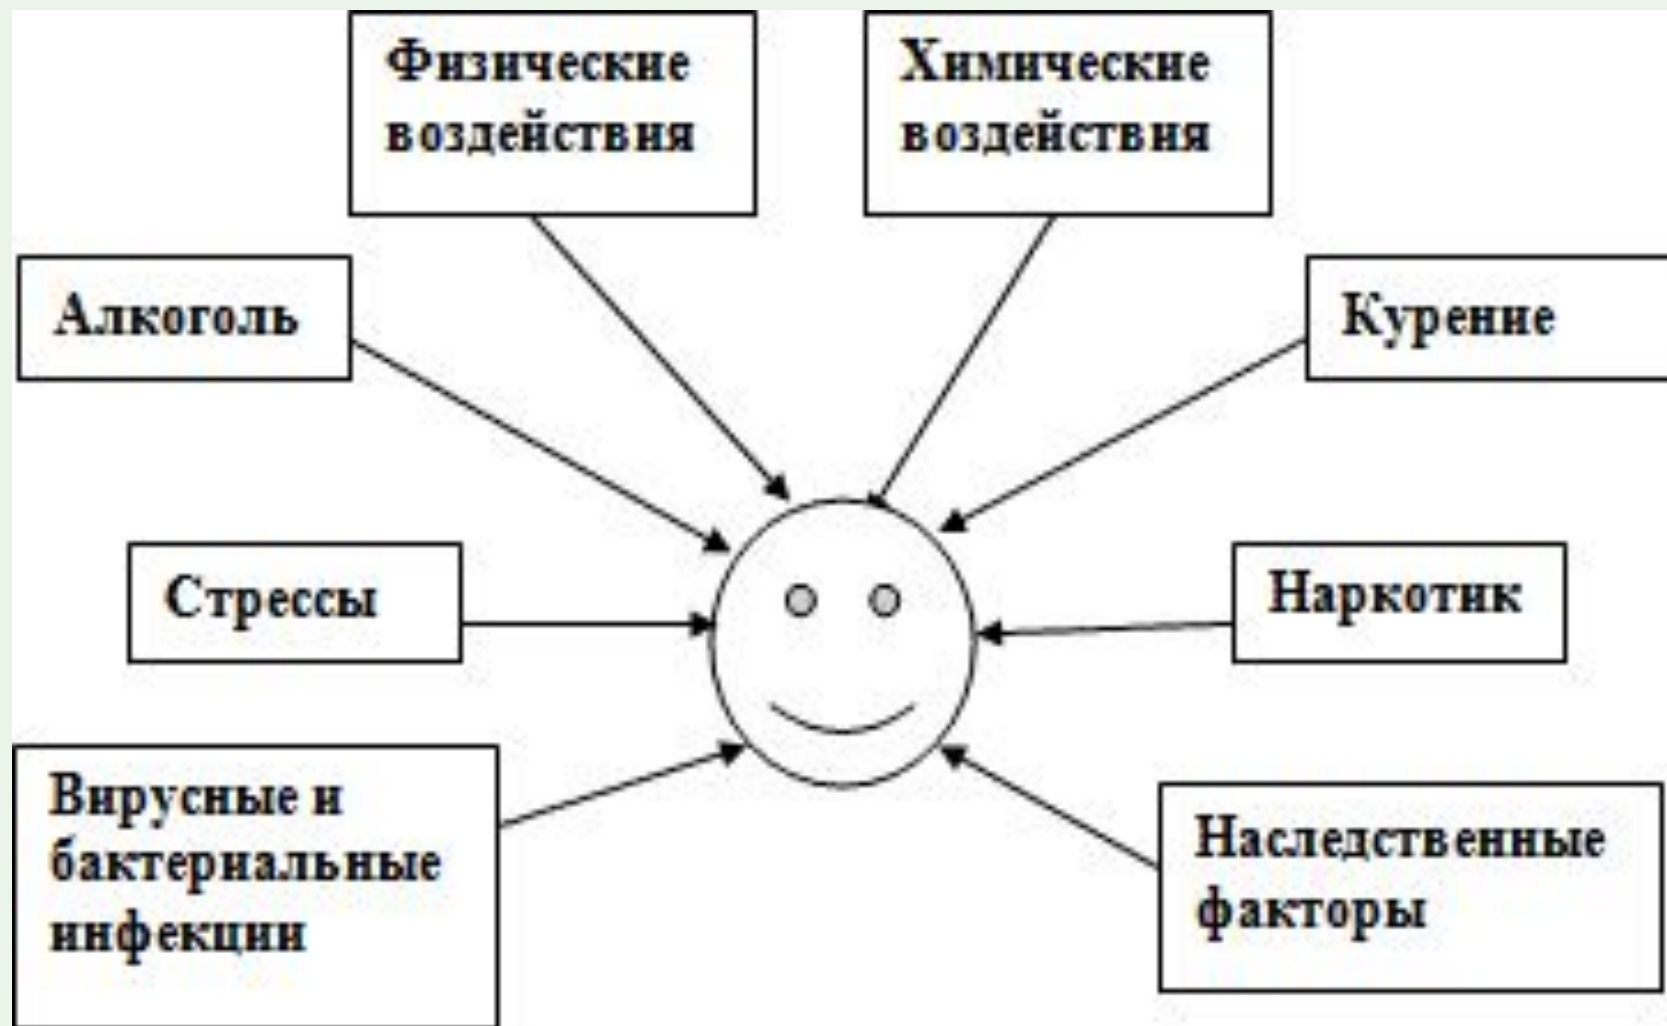 Физические
воздействия
Химические
воздействия
Алкоголь
Курение
Стрессы
Наркотик
Вирусные и
бактериальные
инфекции
Наследственные
факторы